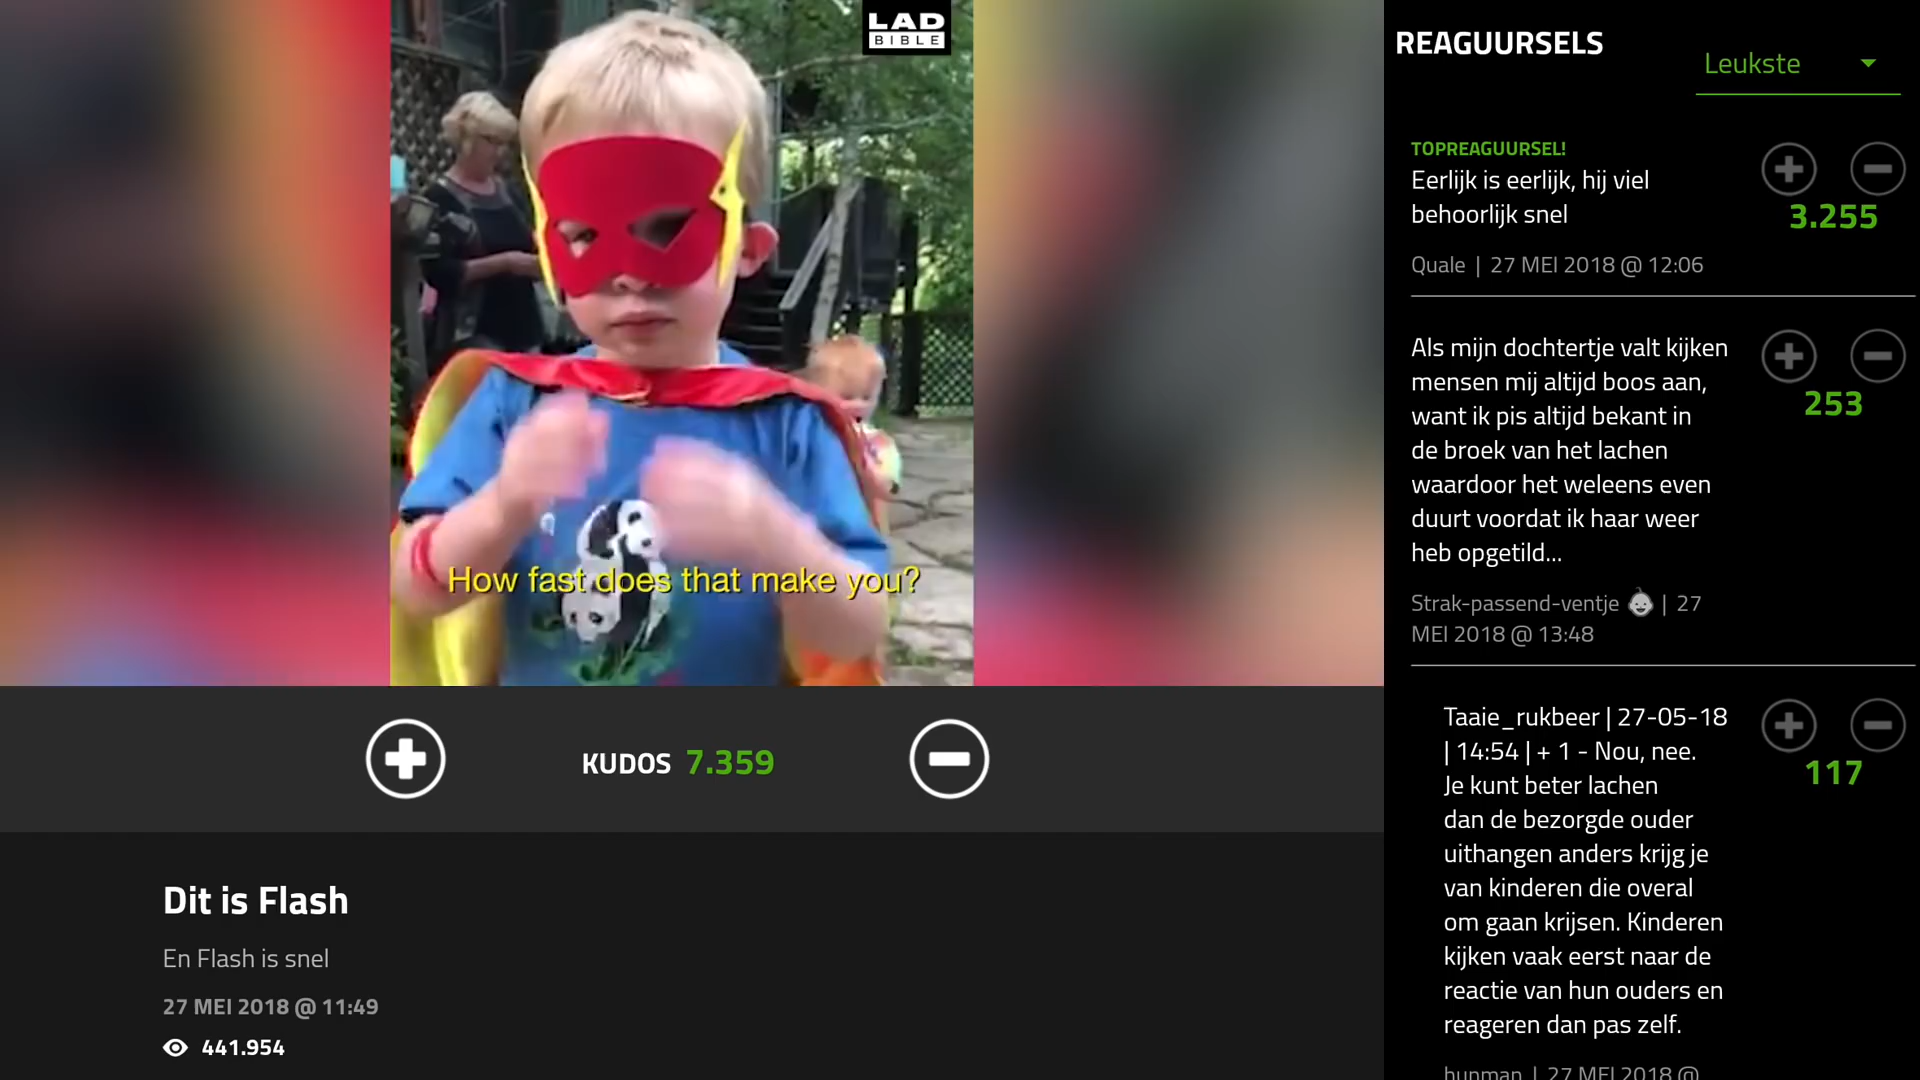 LAD
BIBLE
How fast does that make you?
KUDOS 7.359
Dit is Flash
En Flash is snel
27 MEI 2018 @ 11:49
441.954
REAGUURSELS
Leukste
TOPREAGUURSEL!
Eerlijk is eerlijk, hij viel
behoorlijk snel
3.255
Quale | 27 MEI 2018 @ 12:06
Als mijn dochtertje valt kijken
mensen mij altijd boos aan,
want ik pis altijd bekant in
de broek van het lachen
waardoor het weleens even
duurt voordat ik haar weer
heb opgetild...
253
Strak-passend-ventje | 27
MEI 2018 @ 13:48
Taaie_rukbeer | 27-05-18
| 14:54 | + 1 - Nou, nee.
Je kunt beter lachen
dan de bezorgde ouder
uithangen anders krijg je
van kinderen die overal
om gaan krijsen. Kinderen
kijken vaak eerst naar de
reactie van hun ouders en
reageren dan pas zelf.
117
hunman | 27 MEI 2018 @